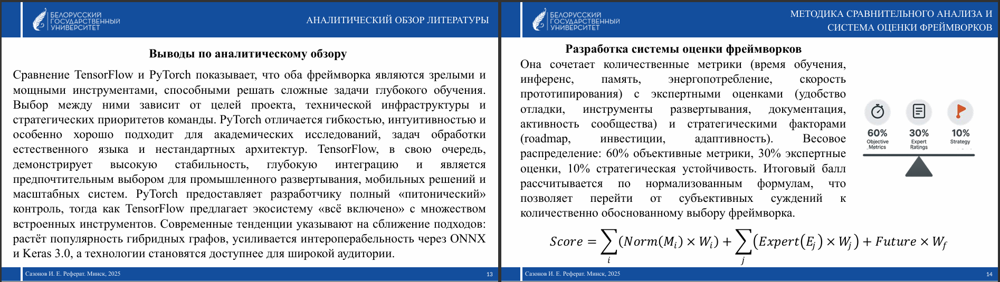 БЕЛОРУССКИЙ
ГОСУДАРСТВЕННЫЙ
УНИВЕРСИТЕТ
АНАЛИТИЧЕСКИЙ ОБЗОР ЛИТЕРАТУРЫ
Выводы по аналитическому обзору
Сравнение TensorFlow и PyTorch показывает, что оба фреймворка являются зрелыми и
мощными инструментами, способными решать сложные задачи глубокого обучения.
Выбор между ними зависит от целей проекта, технической инфраструктуры и
стратегических приоритетов команды. PyTorch отличается гибкостью, интуитивностью и
особенно хорошо подходит для академических исследований, задач обработки
естественного языка и нестандартных архитектур. TensorFlow, в свою очередь,
демонстрирует высокую стабильность, глубокую интеграцию и является
предпочтительным выбором для промышленного развертывания, мобильных решений и
масштабных систем. PyTorch предоставляет разработчику полный «питонический»
контроль, тогда как TensorFlow предлагает экосистему «всё включено» с множеством
встроенных инструментов. Современные тенденции указывают на сближение подходов:
растёт популярность гибридных графов, усиливается интероперабельность через ONNX
и Keras 3.0, а технологии становятся доступнее для широкой аудитории.
Сазонов И. Е. Реферат. Минск, 2025
13
БЕЛОРУССКИЙ
ГОСУДАРСТВЕННЫЙ
УНИВЕРСИТЕТ
МЕТОДИКА СРАВНИТЕЛЬНОГО АНАЛИЗА И
СИСТЕМА ОЦЕНКИ ФРЕЙМВОРКОВ
Разработка системы оценки фреймворков
Она сочетает количественные метрики (время обучения,
инференс, память, энергопотребление, скорость
прототипирования) с экспертными оценками (удобство
отладки, инструменты развертывания, документация,
активность сообщества) и стратегическими факторами
(roadmap, инвестиции, адаптивность). Весовое
распределение: 60% объективные метрики, 30% экспертные
оценки, 10% стратегическая устойчивость. Итоговый балл
рассчитывается по нормализованным формулам, что
позволяет перейти от субъективных суждений к
количественно обоснованному выбору фреймворка.
60% 30% 10%
Objective Expert Strategy
Metrics Ratings
Score = ∑_i (Norm(M_i) × W_i) + ∑_j (Expert(E_j) × W_j) + Future × W_f
Сазонов И. Е. Реферат. Минск, 2025
14